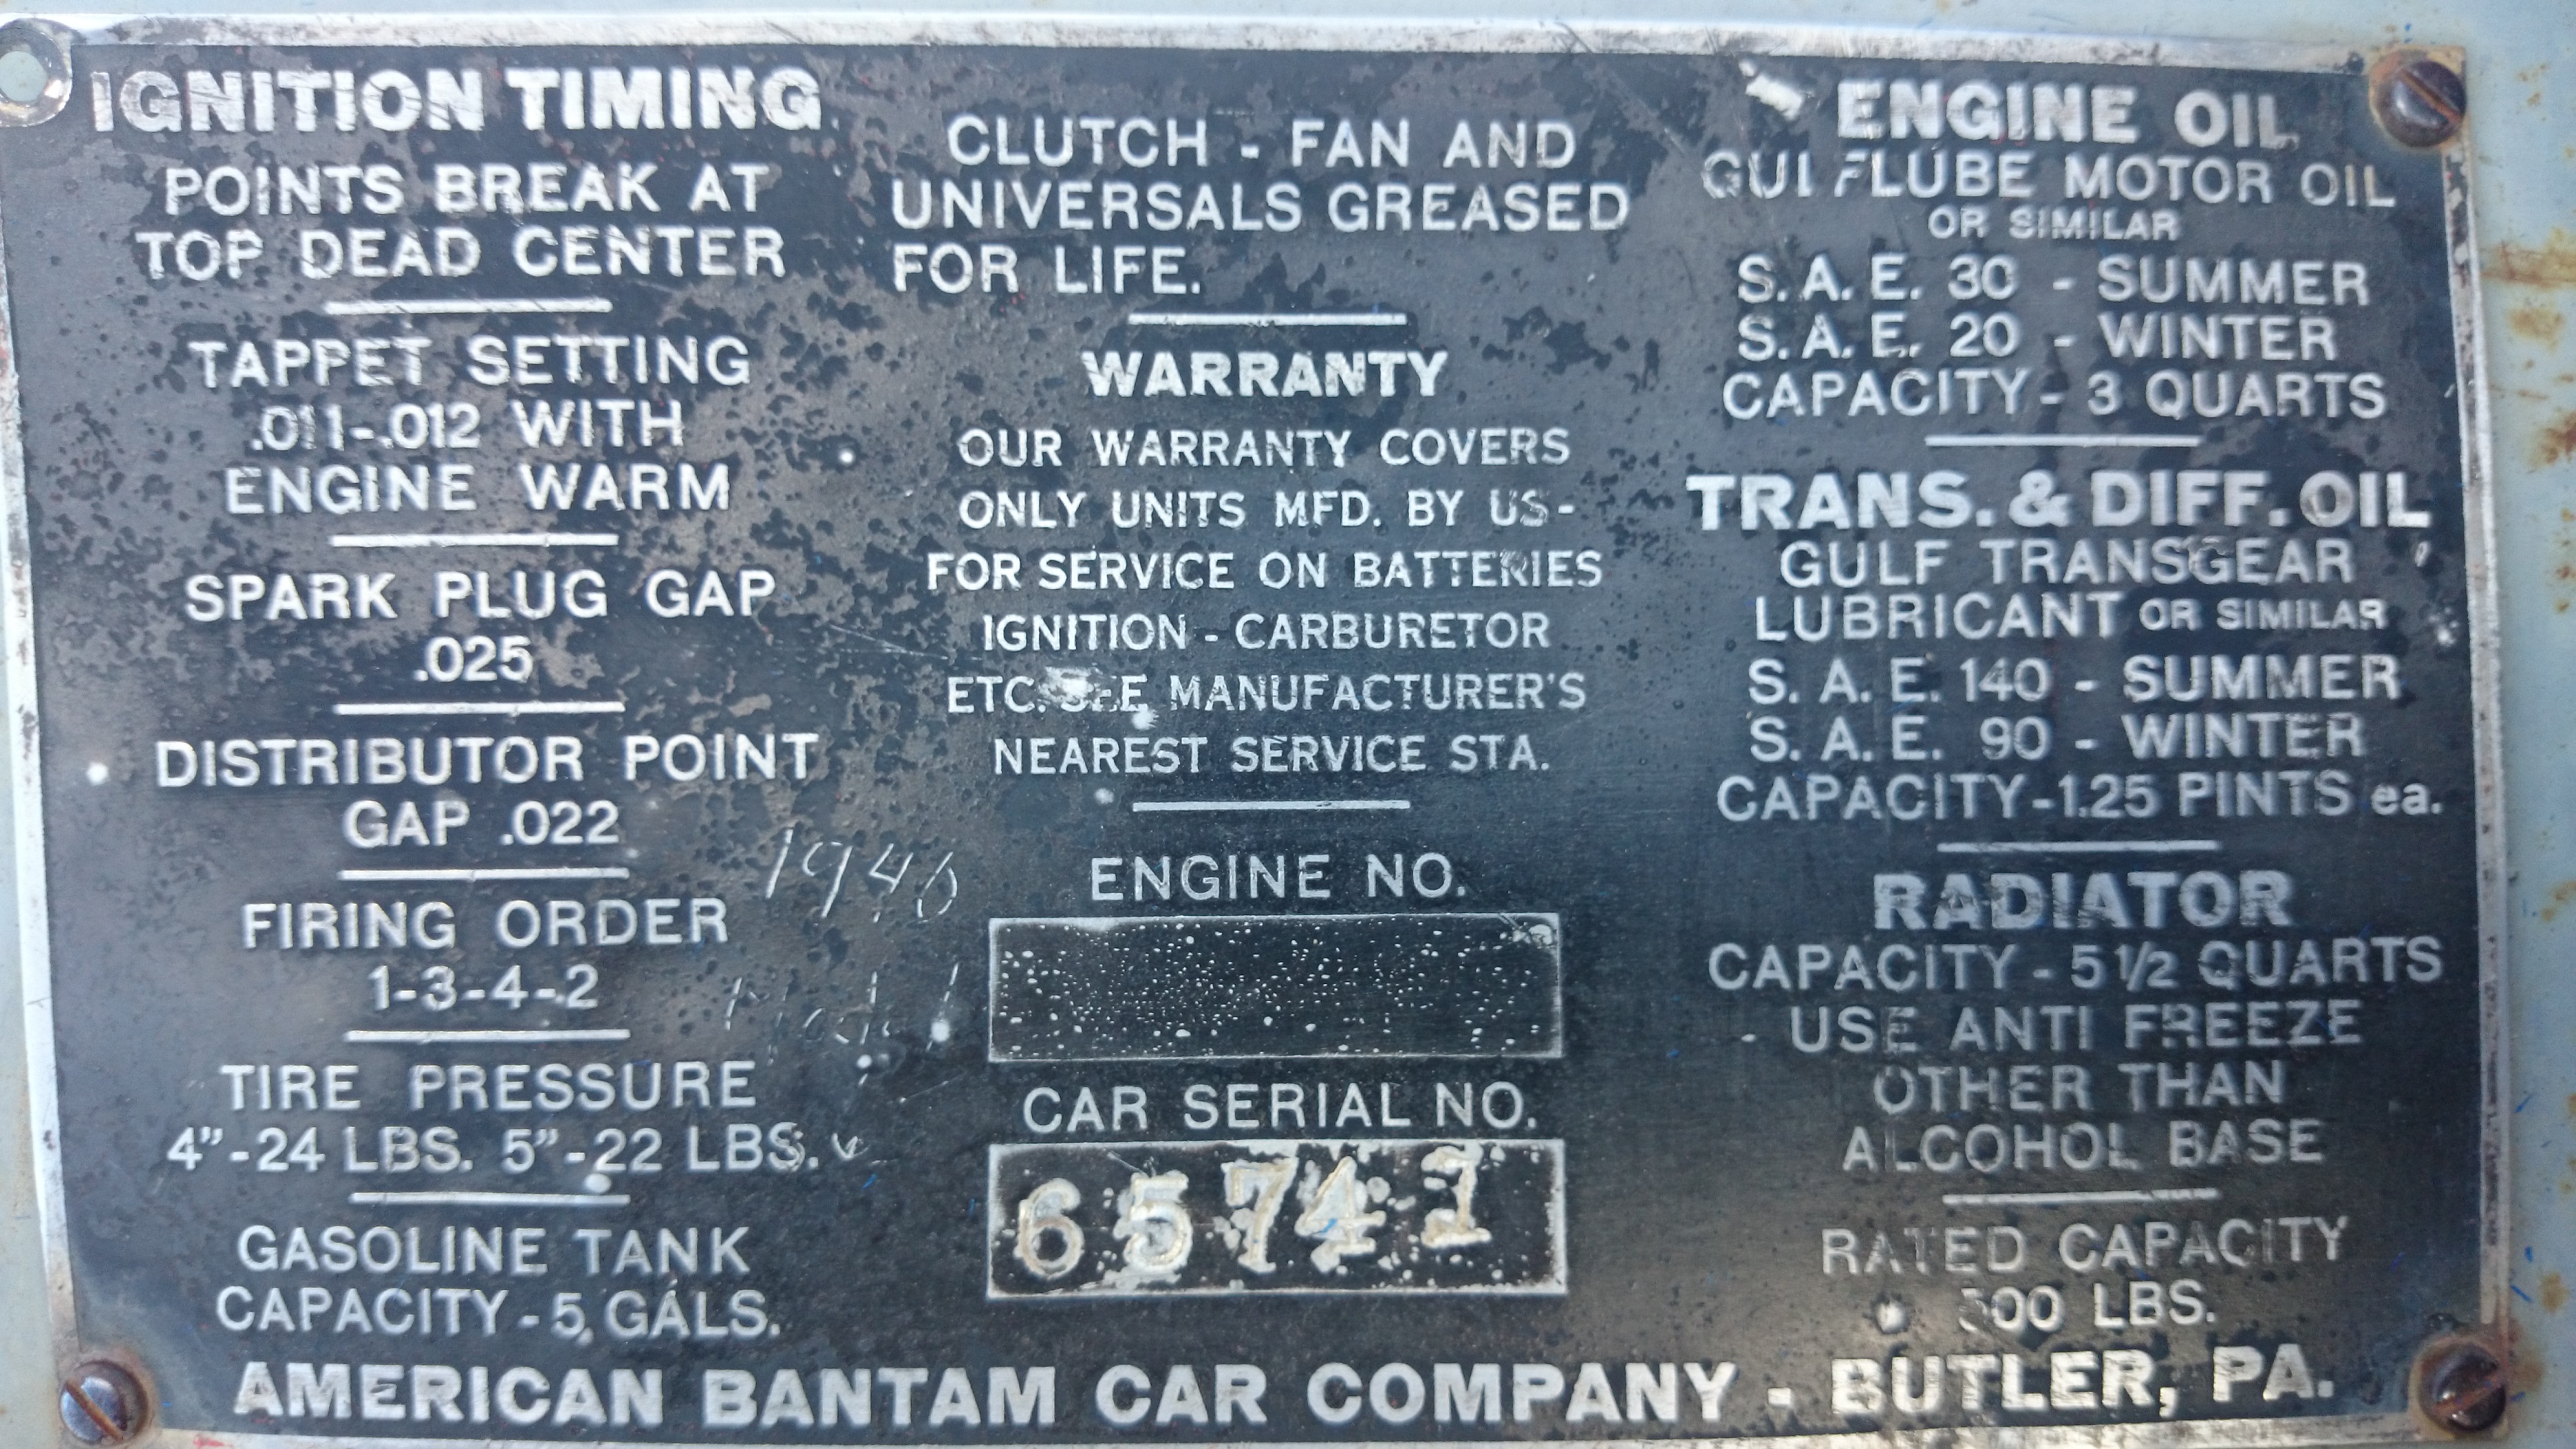 IGNITION TIMING
POINTS BREAK AT
TOP DEAD CENTER
TAPPET SETTING
.011-.012 WITH
ENGINE WARM
SPARK PLUG GAP
.025
DISTRIBUTOR POINT
GAP .022
FIRING ORDER
1-3-4-2
TIRE PRESSURE
4"-24 LBS. 5"-22 LBS.
GASOLINE TANK
CAPACITY - 5 GALS.
1940
Model
CLUTCH - FAN AND
UNIVERSALS GREASED
FOR LIFE.
WARRANTY
OUR WARRANTY COVERS
ONLY UNITS MFD. BY US-
FOR SERVICE ON BATTERIES
IGNITION - CARBURETOR
ETC. SEE MANUFACTURER'S
NEAREST SERVICE STA.
ENGINE NO.
CAR SERIAL NO.
65741
ENGINE OIL
GULFLUBE MOTOR OIL
OR SIMILAR
S. A. E. 30 - SUMMER
S. A. E. 20 - WINTER
CAPACITY - 3 QUARTS
TRANS. & DIFF. OIL
GULF TRANSGEAR
LUBRICANT OR SIMILAR
S. A. E. 140 - SUMMER
S. A. E. 90 - WINTER
CAPACITY - 1.25 PINTS ea.
RADIATOR
CAPACITY - 5 1/2 QUARTS
USE ANTI FREEZE
OTHER THAN
ALCOHOL BASE
RATED CAPACITY
LBS.
AMERICAN BANTAM CAR COMPANY - BUTLER, PA.